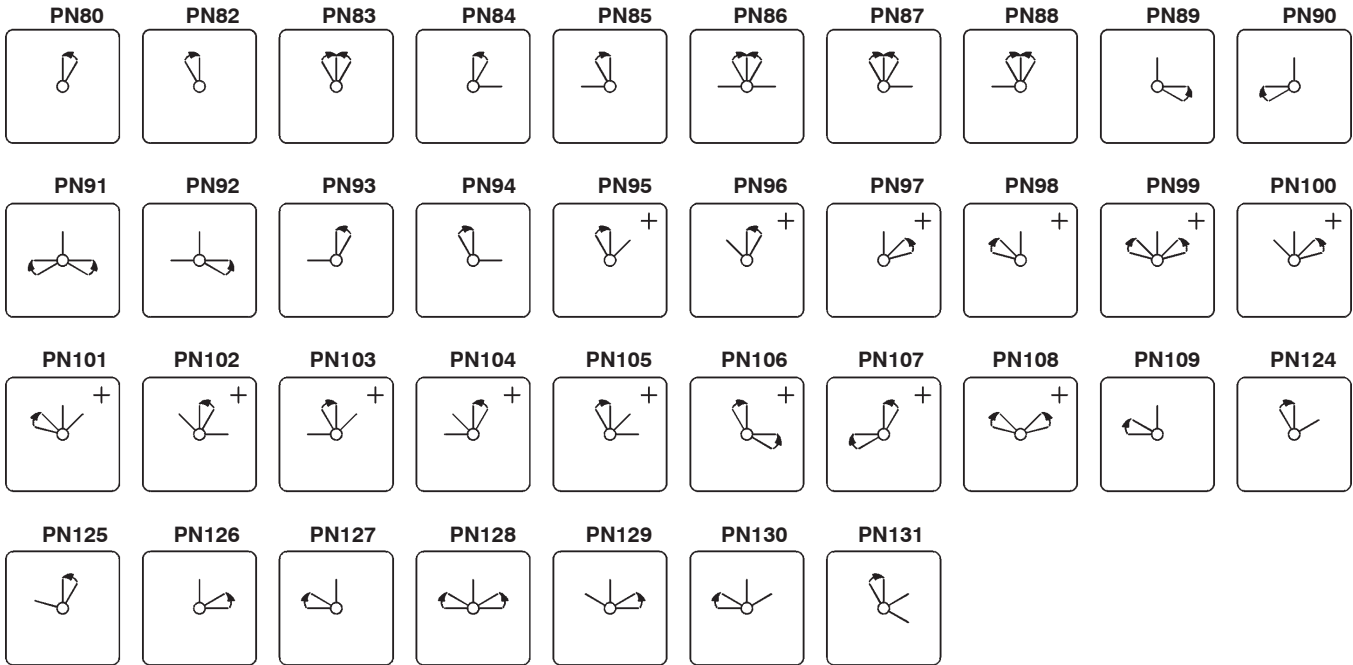 PN80 PN82 PN83 PN84 PN85 PN86 PN87 PN88 PN89 PN90
PN91 PN92 PN93 PN94 PN95 PN96 PN97 PN98 PN99 PN100
+ + + + + +
PN101 PN102 PN103 PN104 PN105 PN106 PN107 PN108 PN109 PN124
+ + + + + + +
PN125 PN126 PN127 PN128 PN129 PN130 PN131